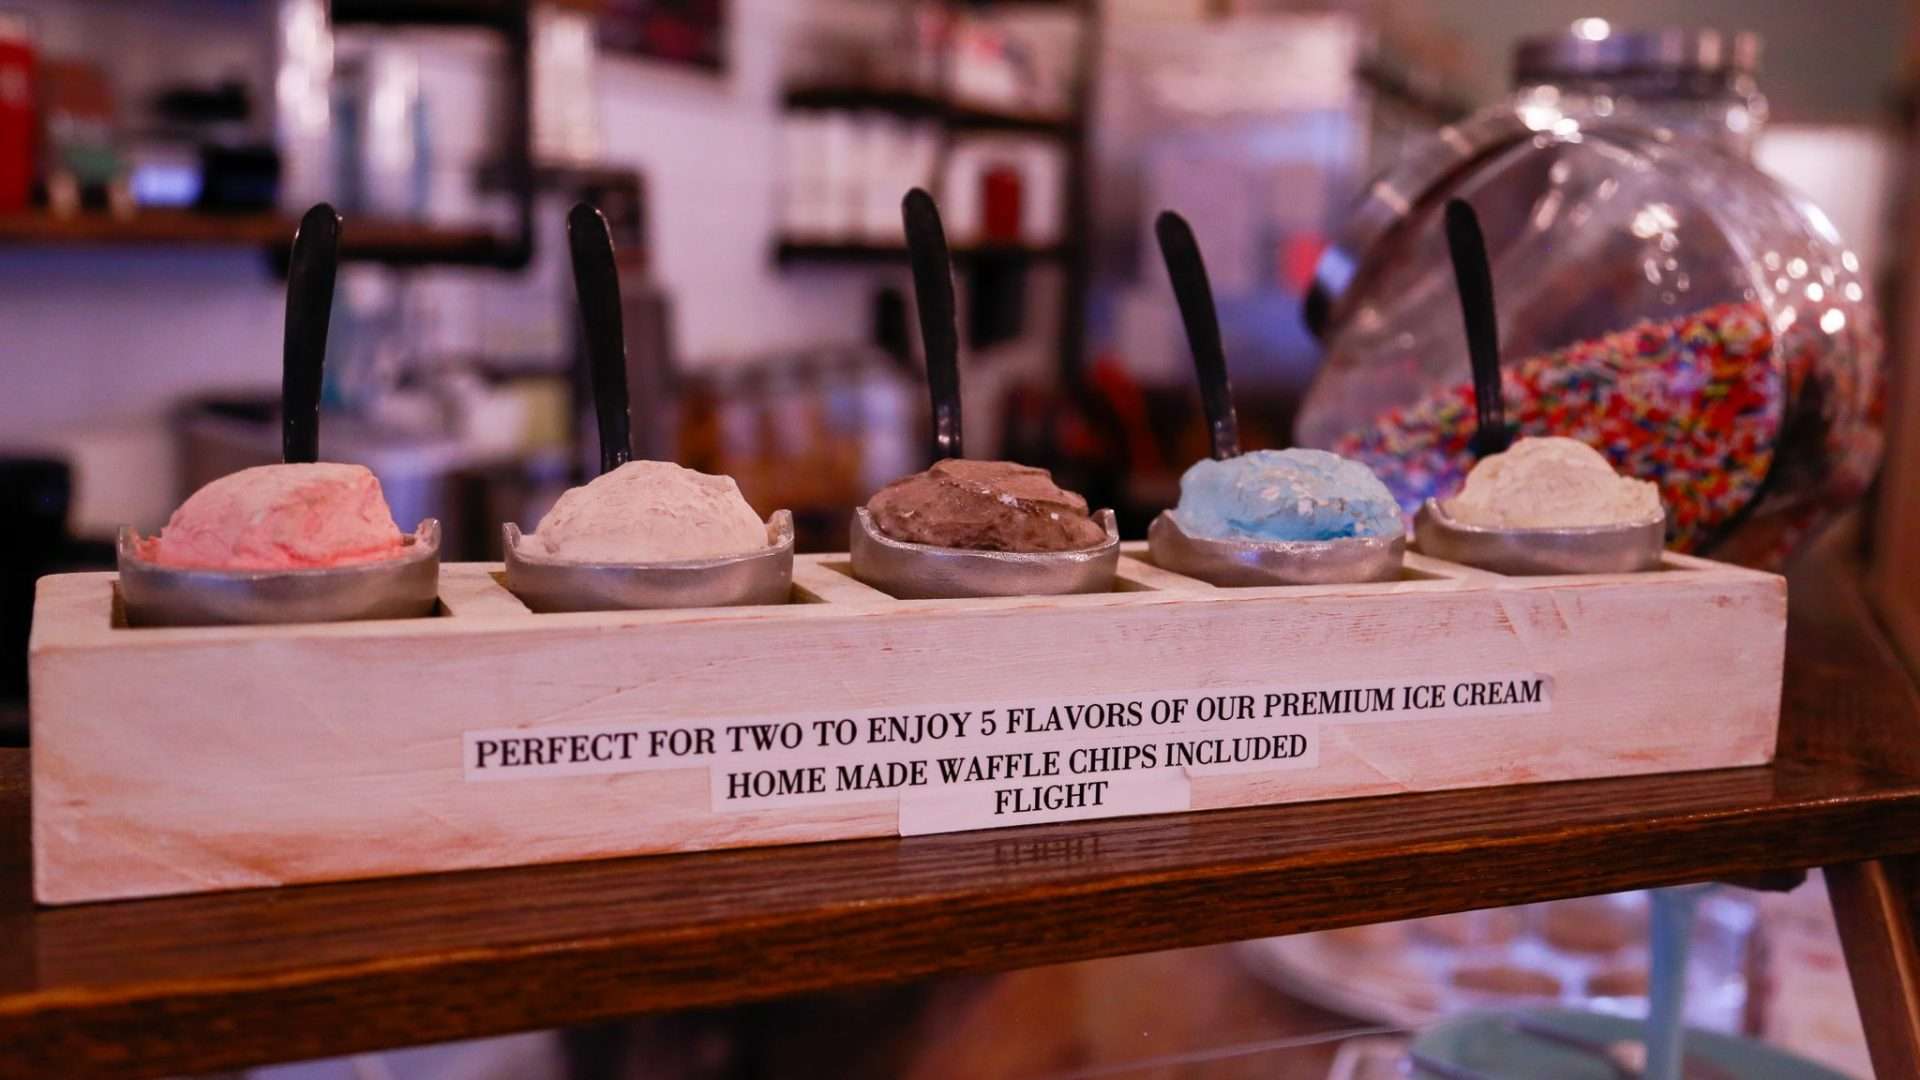 PERFECT FOR TWO TO ENJOY 5 FLAVORS OF OUR PREMIUM ICE CREAM
HOME MADE WAFFLE CHIPS INCLUDED
FLIGHT